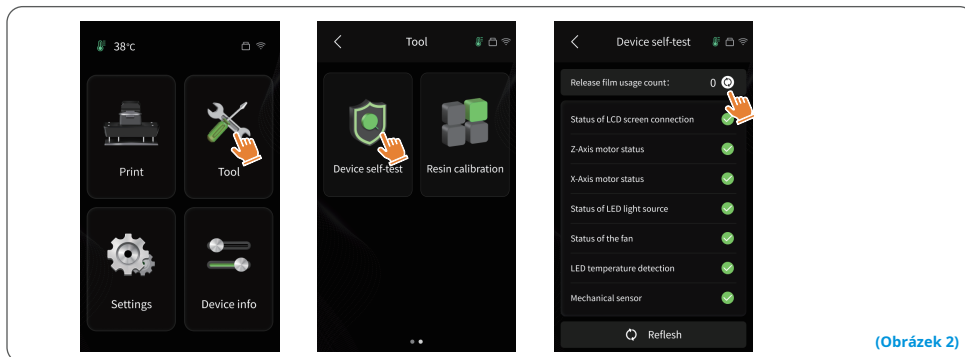 38°C
Print
Tool
Settings
Device info
Tool
Device self-test
Resin calibration
Device self-test
Release film usage count: 0
Status of LCD screen connection
Z-Axis motor status
X-Axis motor status
Status of LED light source
Status of the fan
LED temperature detection
Mechanical sensor
Reflesh
(Obrázek 2)